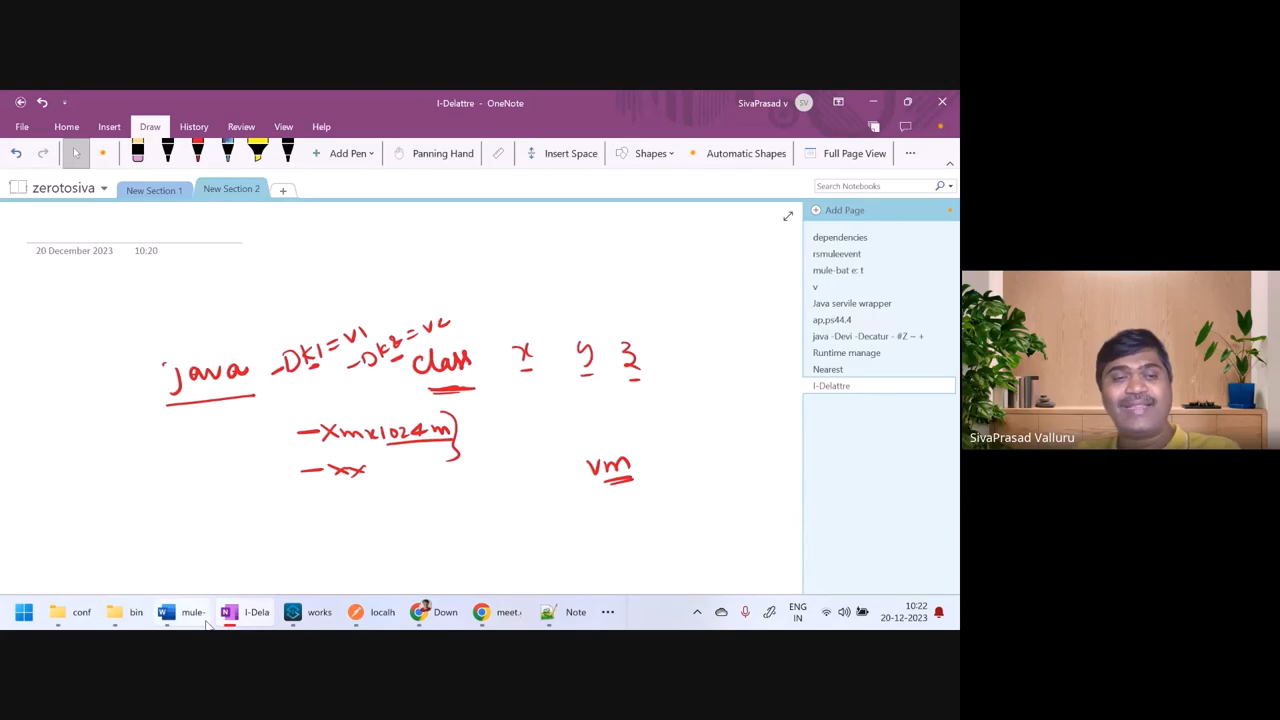 I-Delattre - OneNote
SivaPrasad v
SV
File
Home
Insert
Draw
History
Review
View
Help
Add Pen
Panning Hand
Insert Space
Shapes
Automatic Shapes
Full Page View
zerotosiva
New Section 1
New Section 2
Search Notebooks
Add Page
20 December 2023
10:20
dependencies
rsmuleevent
mule-bat e: t
v
Java servile wrapper
ap,ps44.4
java -Devi -Decatur - #Z ~ +
Runtime manage
Nearest
I-Delattre
java -Dk1=v1 -Dk2=v2 class x y z
-Xmx1024m
-XX
vm
SivaPrasad Valluru
conf
bin
mule-
I-Dela
works
localh
Down
meet.
Note
ENG
IN
10:22
20-12-2023